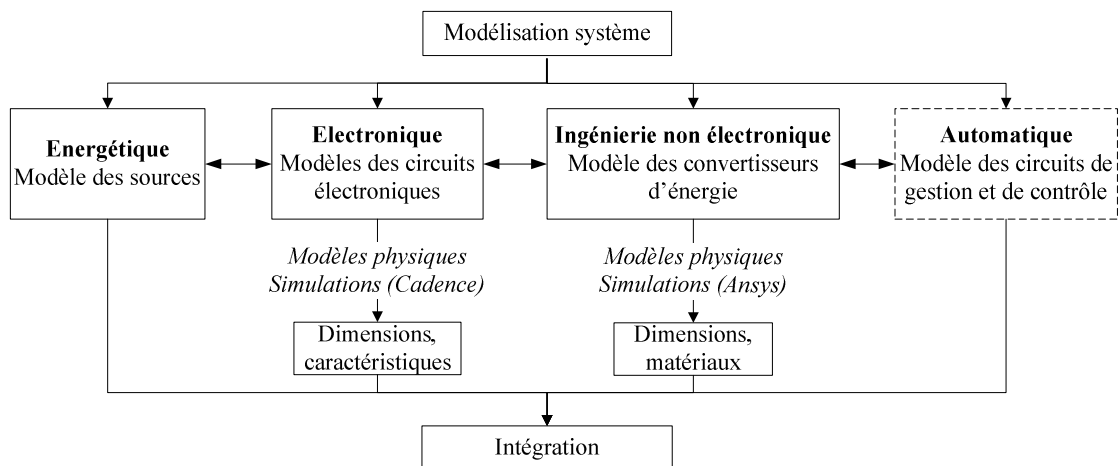 Modélisation système
Energétique
Modèle des sources
Electronique
Modèles des circuits
électroniques
Ingénierie non électronique
Modèle des convertisseurs
d’énergie
Automatique
Modèle des circuits de
gestion et de contrôle
Modèles physiques
Simulations (Cadence)
Modèles physiques
Simulations (Ansys)
Dimensions,
caractéristiques
Dimensions,
matériaux
Intégration